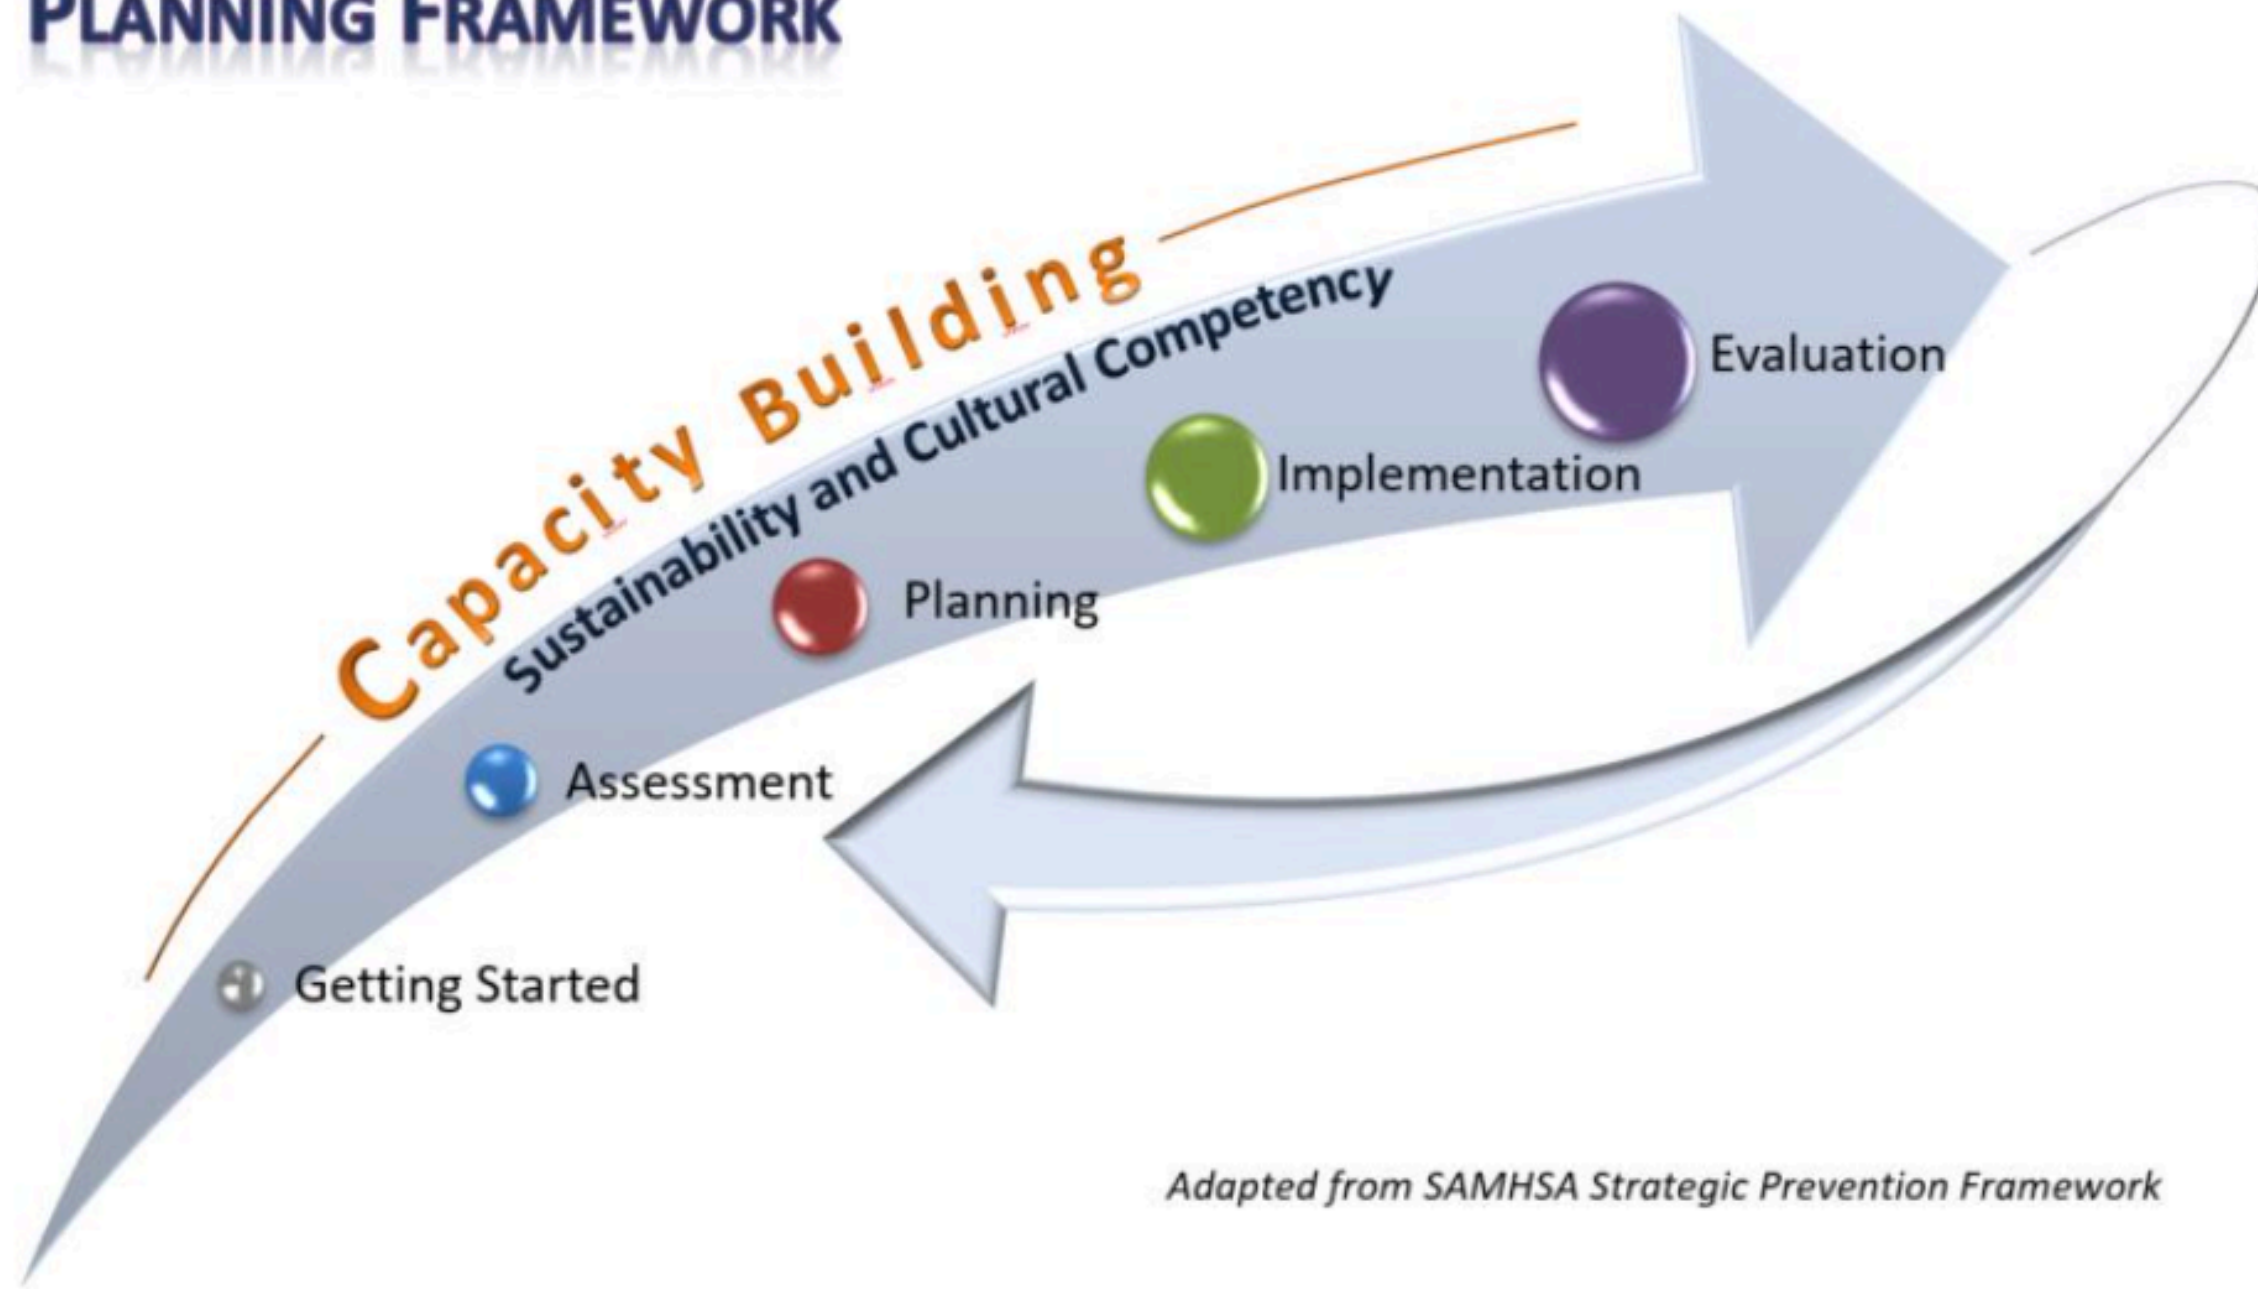 PLANNING FRAMEWORK
Capacity Building
Sustainability and Cultural Competency
Evaluation
Implementation
Planning
Assessment
Getting Started
Adapted from SAMHSA Strategic Prevention Framework